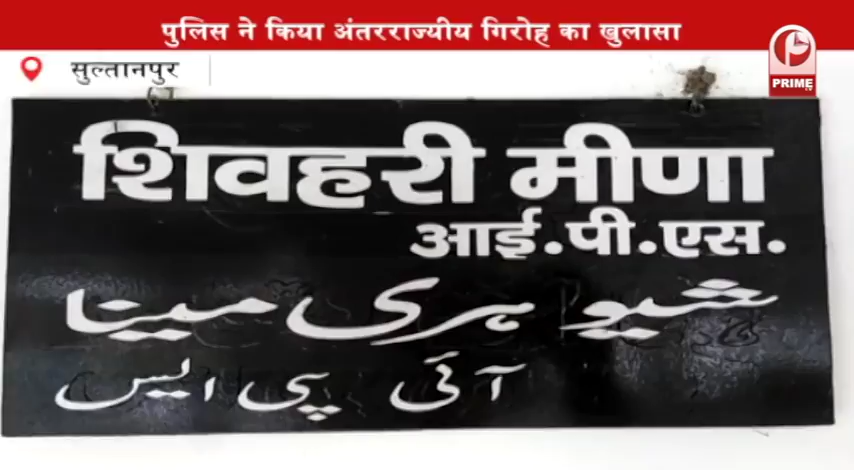 पुलिस ने किया अंतरराज्यीय गिरोह का खुलासा
सुल्तानपुर
PRIME
शिवहरी मीणा
आई.पी.एस.
شیو ہری مینا
آئی پی ایس